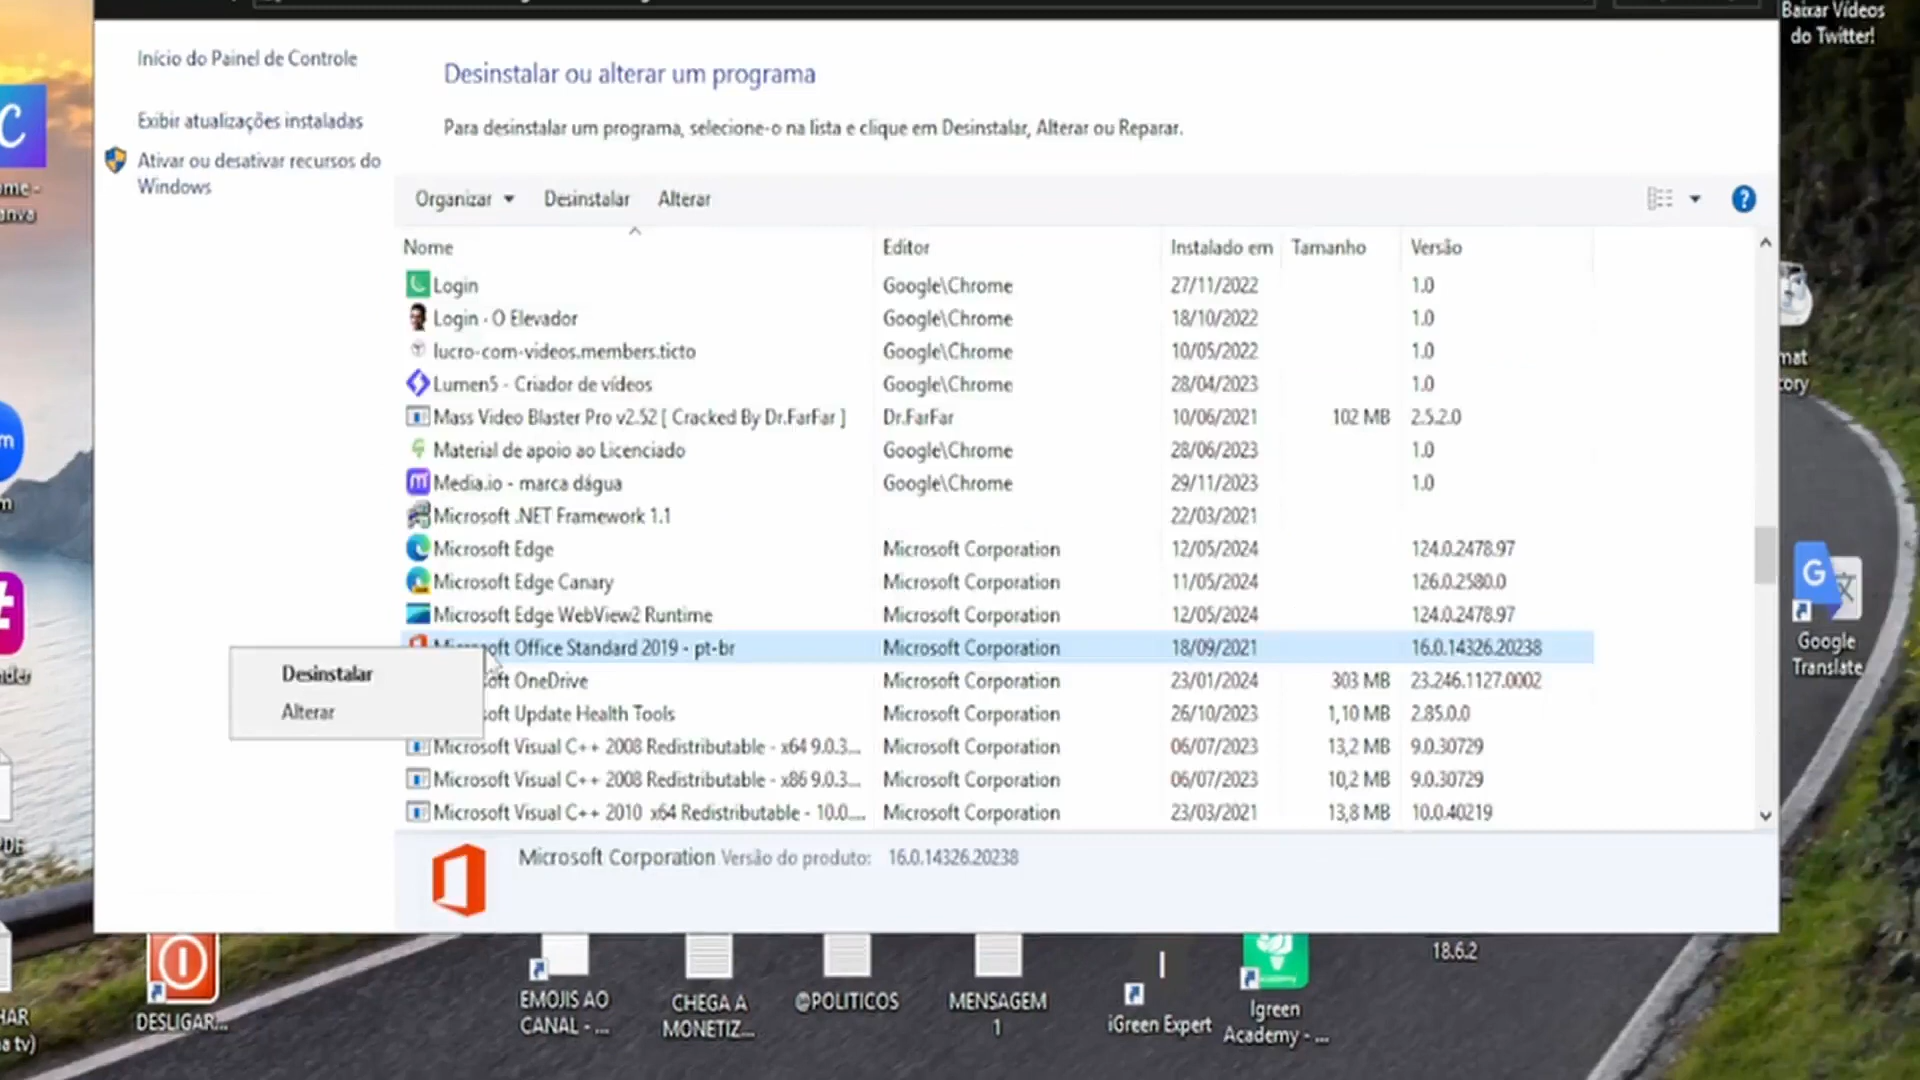 Baixar Vídeos
do Twitter!
Início do Painel de Controle
Exibir atualizações instaladas
Ativar ou desativar recursos do
Windows
Desinstalar ou alterar um programa
Para desinstalar um programa, selecione-o na lista e clique em Desinstalar, Alterar ou Reparar.
Organizar Desinstalar Alterar
Nome Editor Instalado em Tamanho Versão
Login Google\Chrome 27/11/2022 1.0
Login - O Elevador Google\Chrome 18/10/2022 1.0
lucro-com-videos.members.ticto Google\Chrome 10/05/2022 1.0
Lumen5 - Criador de vídeos Google\Chrome 28/04/2023 1.0
Mass Video Blaster Pro v2.52 [ Cracked By Dr.FarFar ] Dr.FarFar 10/06/2021 102 MB 2.5.2.0
Material de apoio ao Licenciado Google\Chrome 28/06/2023 1.0
Media.io - marca dágua Google\Chrome 29/11/2023 1.0
Microsoft .NET Framework 1.1 22/03/2021
Microsoft Edge Microsoft Corporation 12/05/2024 124.0.2478.97
Microsoft Edge Canary Microsoft Corporation 11/05/2024 126.0.2580.0
Microsoft Edge WebView2 Runtime Microsoft Corporation 12/05/2024 124.0.2478.97
Microsoft Office Standard 2019 - pt-br Microsoft Corporation 18/09/2021 16.0.14326.20238
soft OneDrive Microsoft Corporation 23/01/2024 303 MB 23.246.1127.0002
soft Update Health Tools Microsoft Corporation 26/10/2023 1,10 MB 2.85.0.0
Microsoft Visual C++ 2008 Redistributable - x64 9.0.3... Microsoft Corporation 06/07/2023 13,2 MB 9.0.30729
Microsoft Visual C++ 2008 Redistributable - x86 9.0.3... Microsoft Corporation 06/07/2023 10,2 MB 9.0.30729
Microsoft Visual C++ 2010 x64 Redistributable - 10.0.... Microsoft Corporation 23/03/2021 13,8 MB 10.0.40219
Desinstalar
Alterar
Microsoft Corporation Versão do produto: 16.0.14326.20238
Google
Translate
DESLIGAR...
EMOJIS AO
CANAL - ...
CHEGA A
MONETIZ...
@POLITICOS
MENSAGEM
1
iGreen Expert
Igreen
Academy - ...
18.6.2